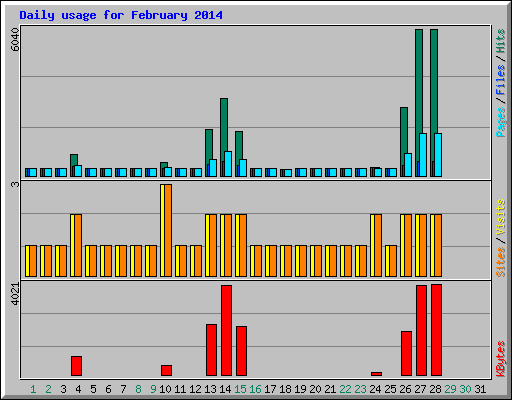 Daily usage for February 2014
6040
3
4021
Pages / Files / Hits
Sites / Visits
KBytes
1 2 3 4 5 6 7 8 9 10 11 12 13 14 15 16 17 18 19 20 21 22 23 24 25 26 27 28 29 30 31